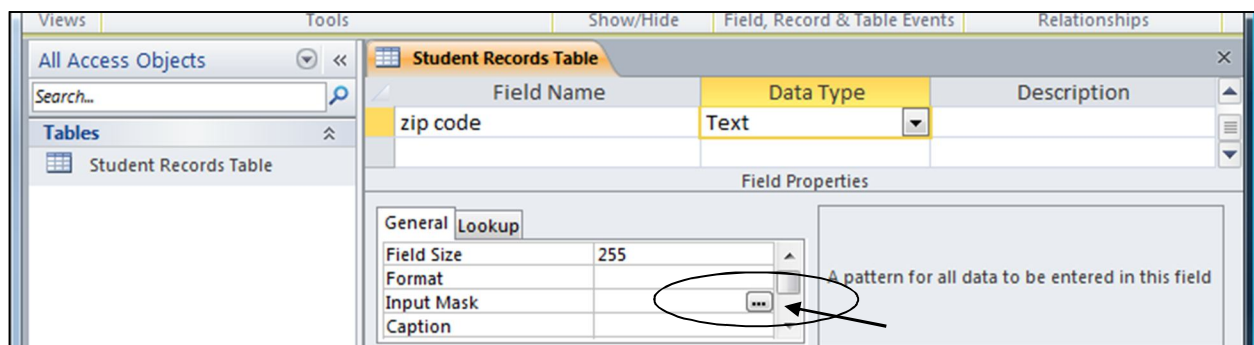 Views Tools Show/Hide Field, Record & Table Events Relationships
All Access Objects
Search...
Tables
Student Records Table
Student Records Table
Field Name Data Type Description
zip code Text
Field Properties
General Lookup
Field Size 255
Format
Input Mask ...
Caption
A pattern for all data to be entered in this field